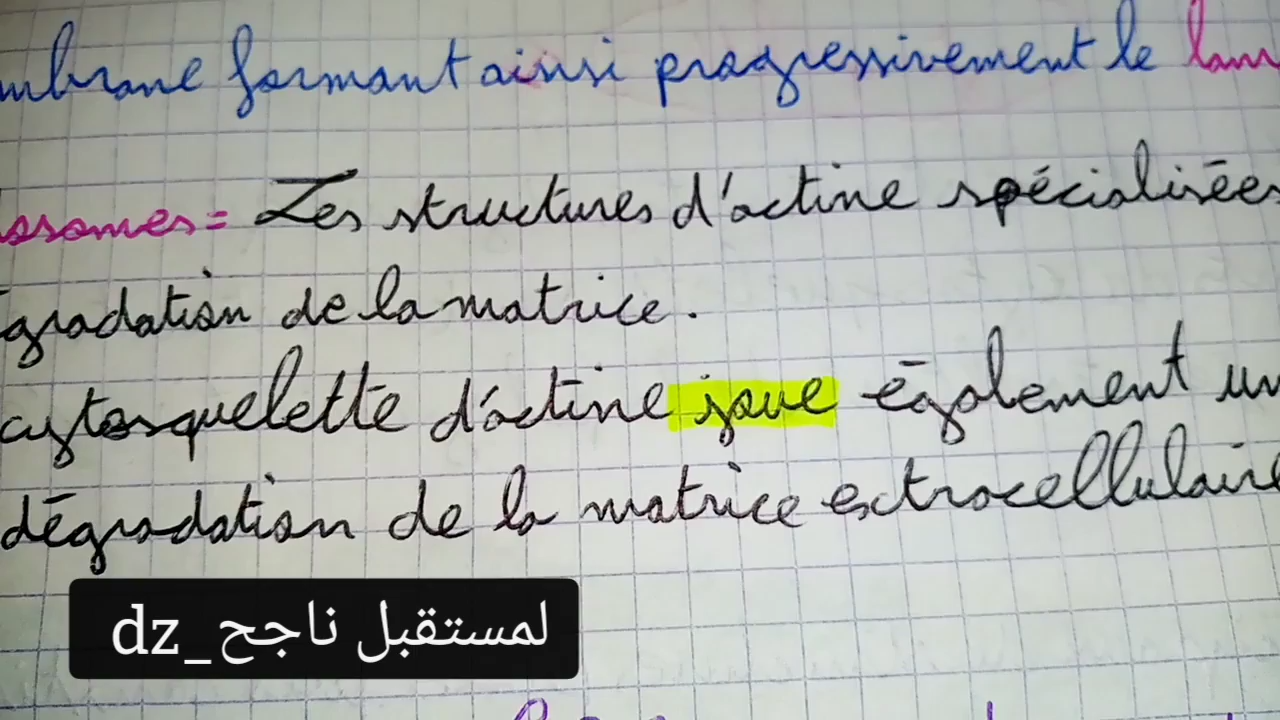 mbrane formant ainsi progressivement le lam
ssomes = Les structures d'actine spécialisées
gradation de la matrice.
cytosquelette d'actine joue également un
dégradation de la matrice extracellulaire
لمستقبل ناجح_dz